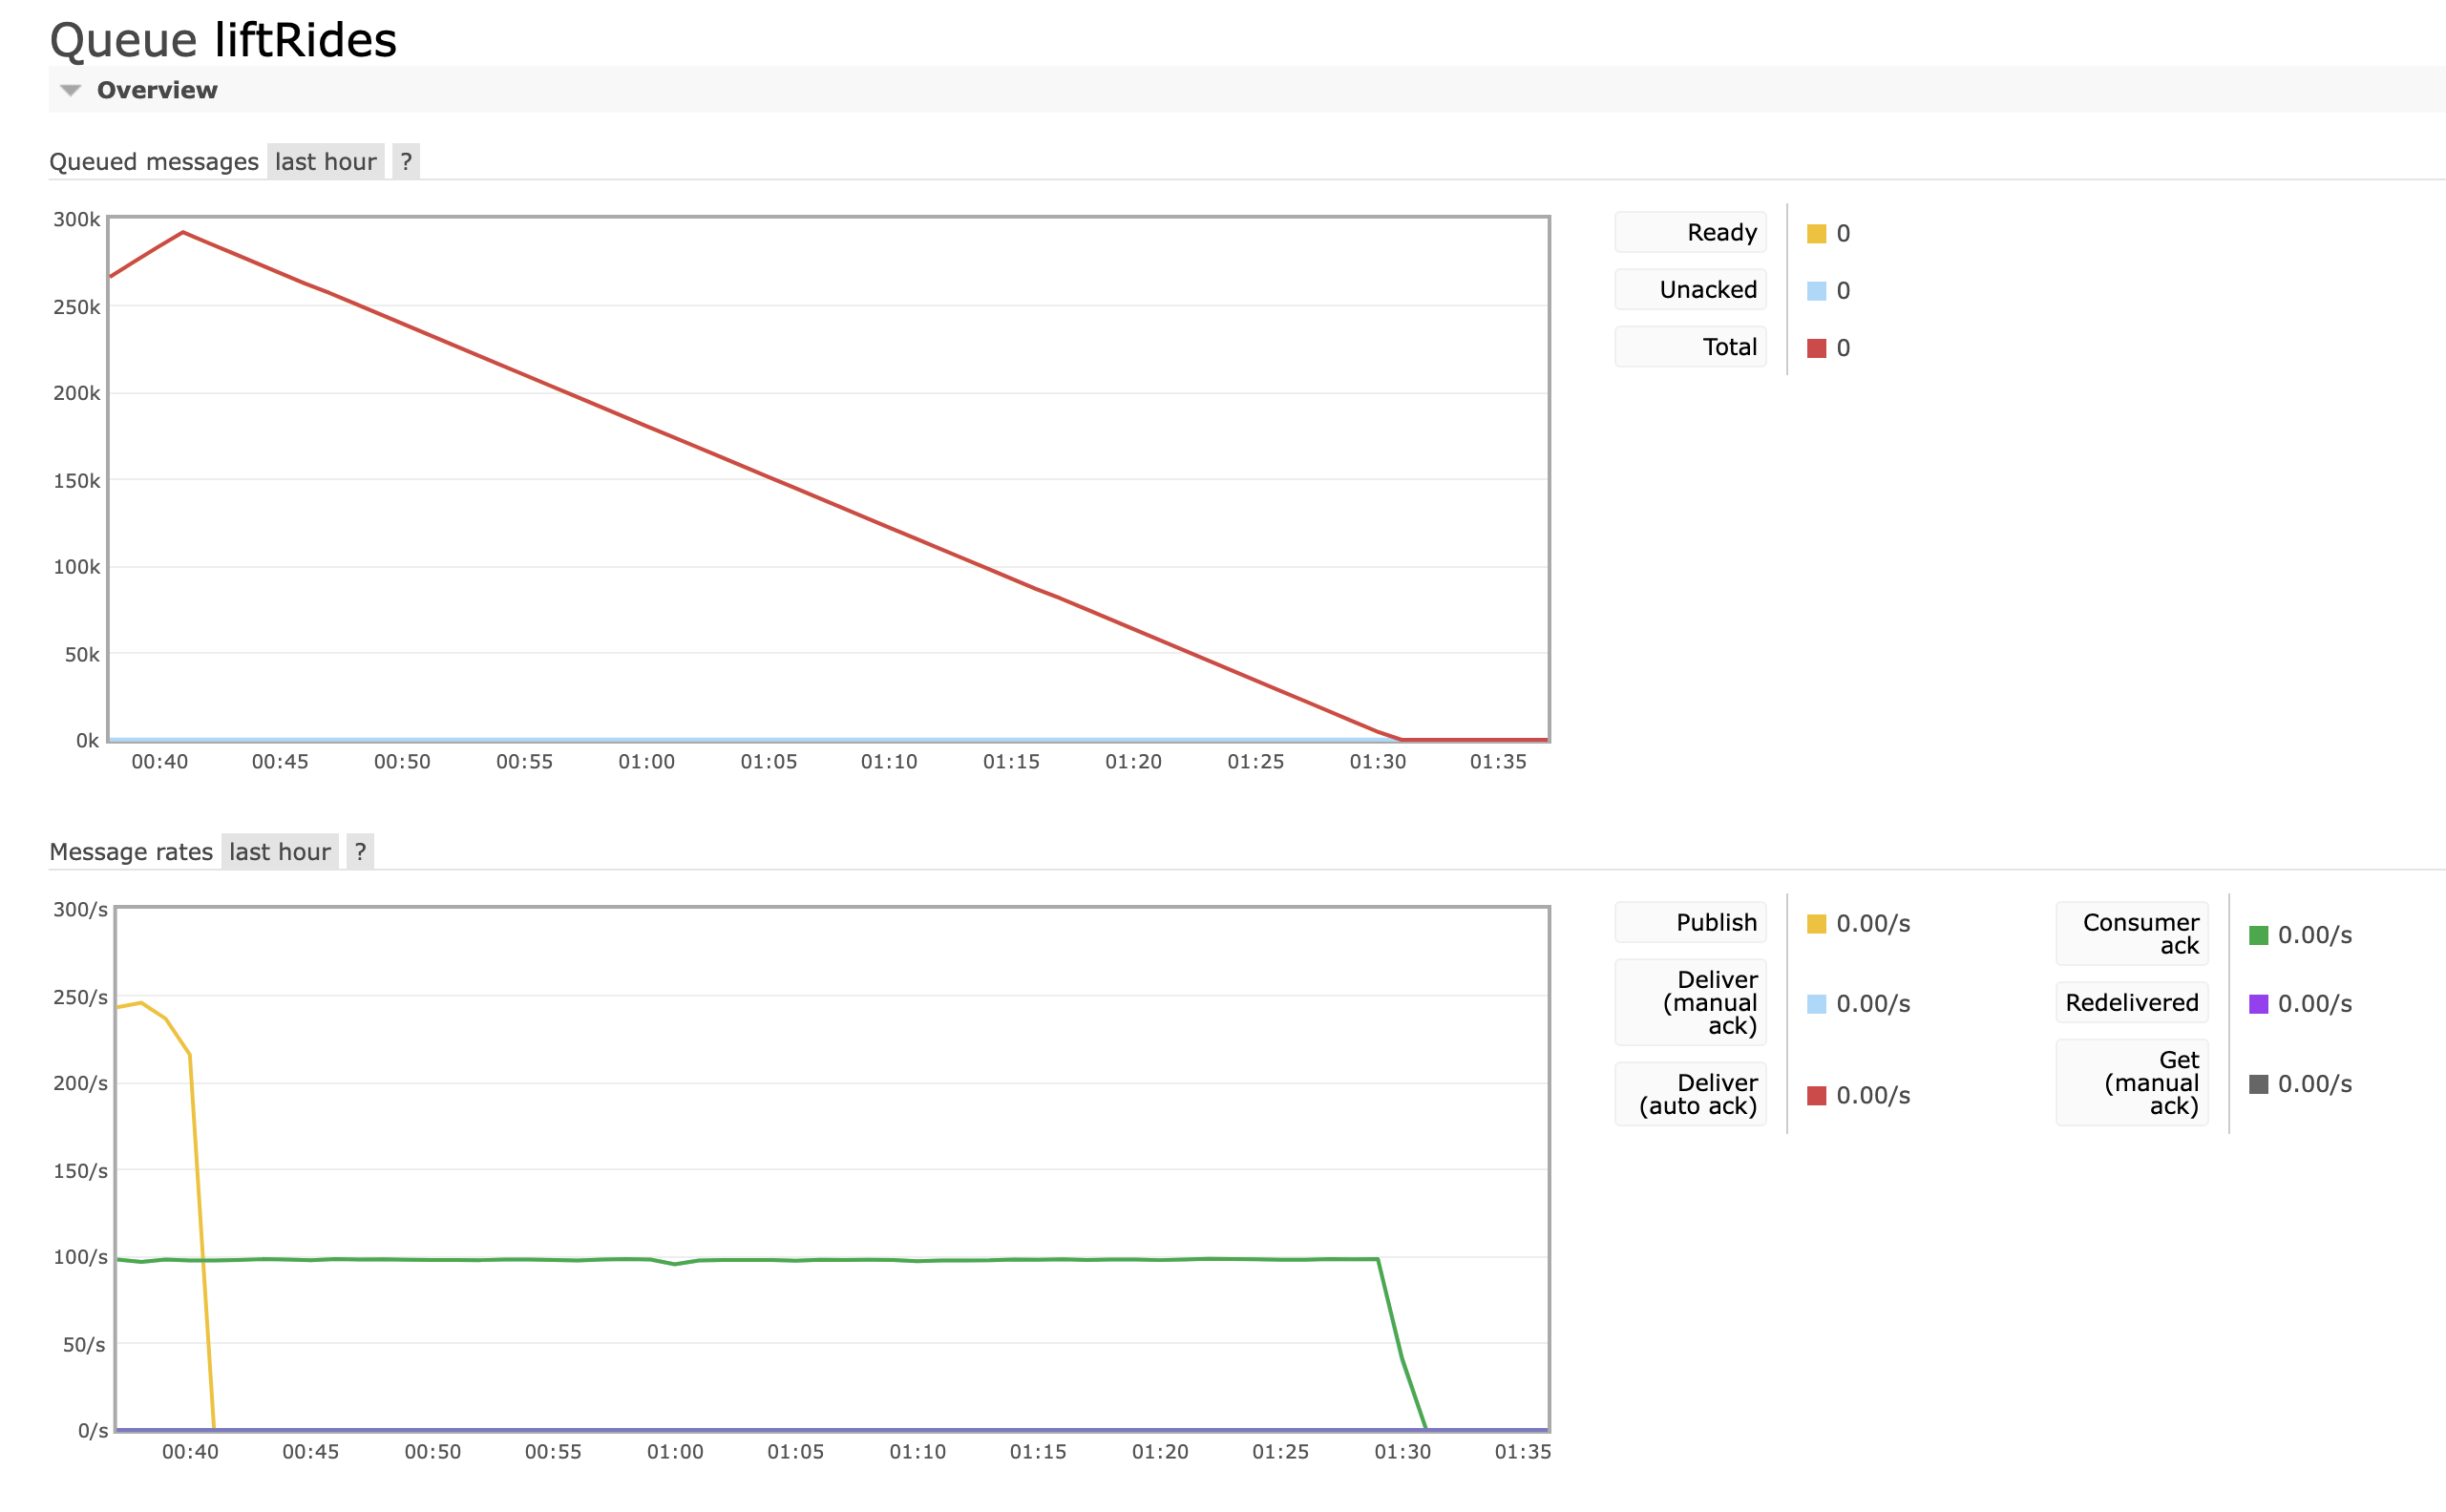 Queue liftRides
Overview
Queued messages last hour ?
300k
250k
200k
150k
100k
50k
0k
00:40 00:45 00:50 00:55 01:00 01:05 01:10 01:15 01:20 01:25 01:30 01:35
Ready 0
Unacked 0
Total 0
Message rates last hour ?
300/s
250/s
200/s
150/s
100/s
50/s
0/s
00:40 00:45 00:50 00:55 01:00 01:05 01:10 01:15 01:20 01:25 01:30 01:35
Publish 0.00/s
Deliver
(manual
ack) 0.00/s
Deliver
(auto ack) 0.00/s
Consumer
ack 0.00/s
Redelivered 0.00/s
Get
(manual
ack) 0.00/s